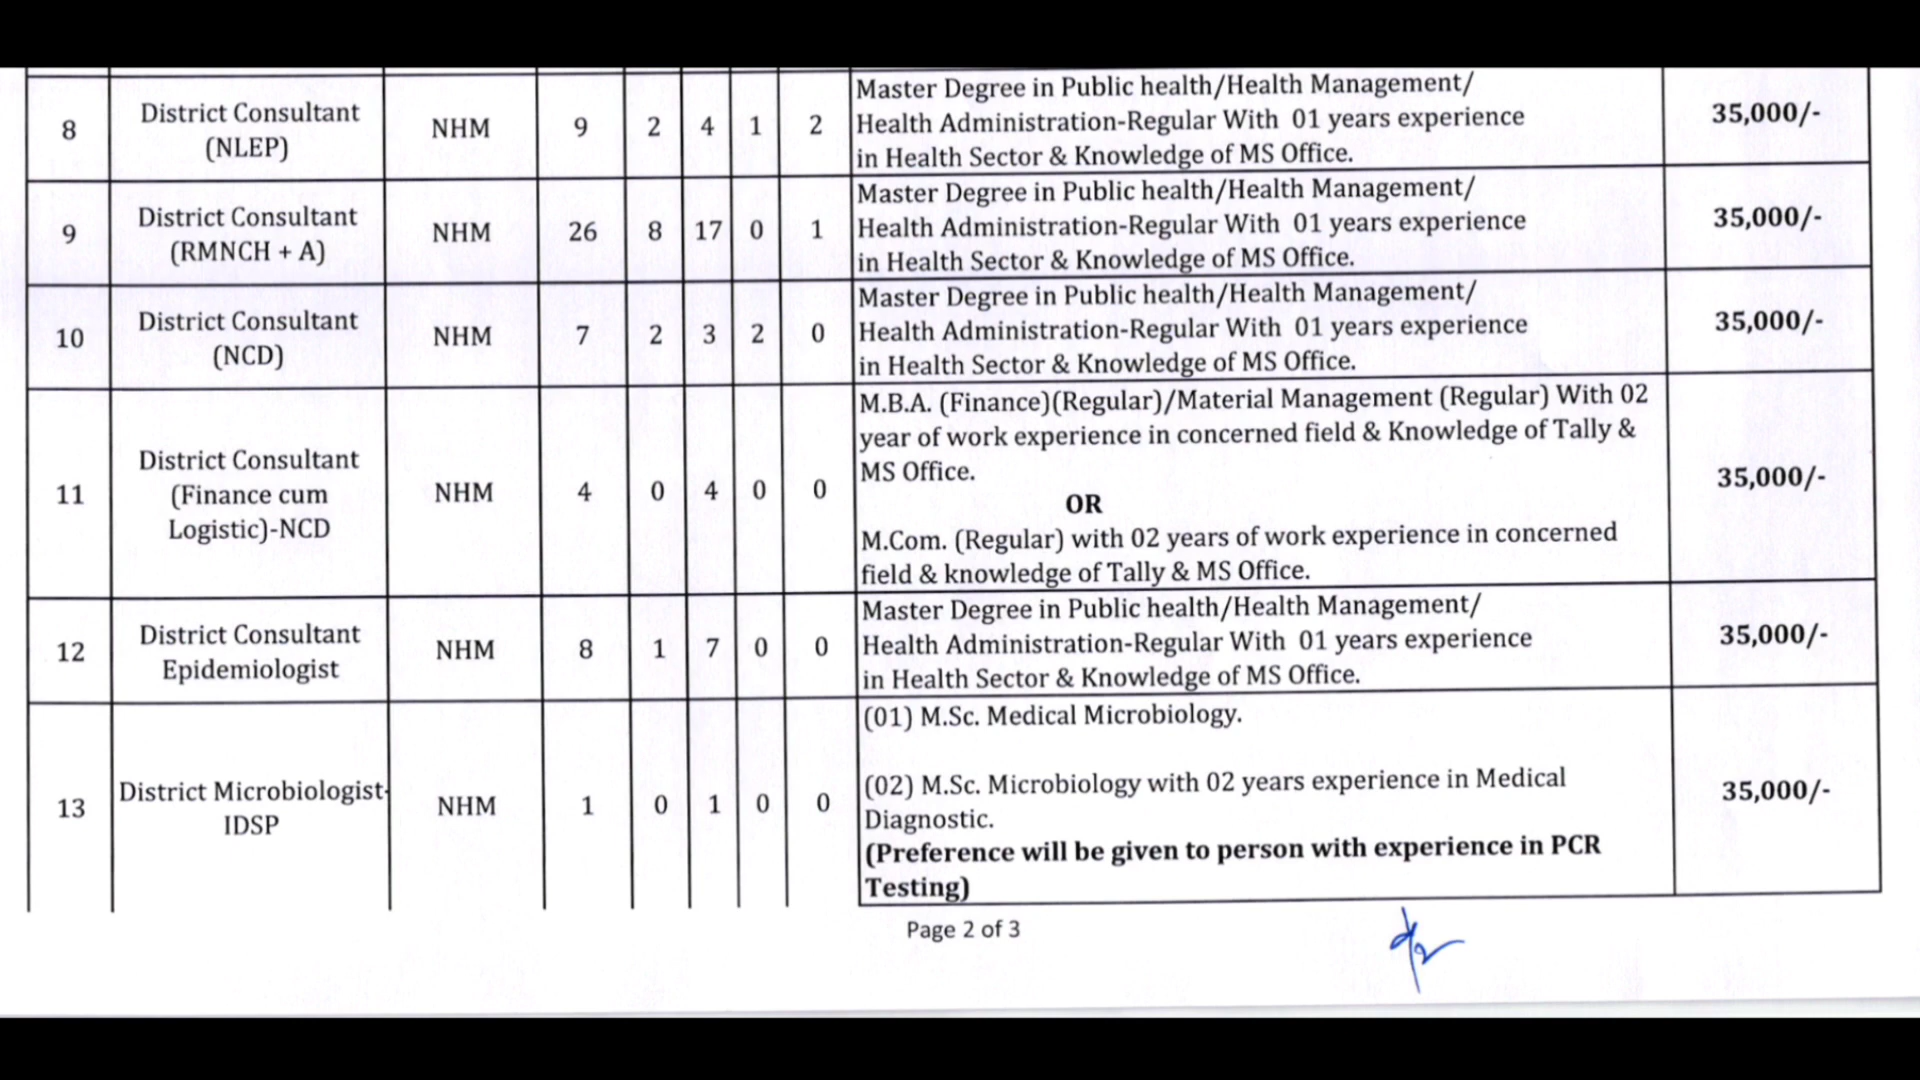 8 District Consultant (NLEP) NHM 9 2 4 1 2 Master Degree in Public health/Health Management/
Health Administration-Regular With 01 years experience
in Health Sector & Knowledge of MS Office. 35,000/-
9 District Consultant (RMNCH + A) NHM 26 8 17 0 1 Master Degree in Public health/Health Management/
Health Administration-Regular With 01 years experience
in Health Sector & Knowledge of MS Office. 35,000/-
10 District Consultant (NCD) NHM 7 2 3 2 0 Master Degree in Public health/Health Management/
Health Administration-Regular With 01 years experience
in Health Sector & Knowledge of MS Office. 35,000/-
11 District Consultant (Finance cum Logistic)-NCD NHM 4 0 4 0 0 M.B.A. (Finance)(Regular)/Material Management (Regular) With 02
year of work experience in concerned field & Knowledge of Tally &
MS Office.
OR
M.Com. (Regular) with 02 years of work experience in concerned
field & knowledge of Tally & MS Office. 35,000/-
12 District Consultant Epidemiologist NHM 8 1 7 0 0 Master Degree in Public health/Health Management/
Health Administration-Regular With 01 years experience
in Health Sector & Knowledge of MS Office. 35,000/-
13 District Microbiologist-IDSP NHM 1 0 1 0 0 (01) M.Sc. Medical Microbiology.
(02) M.Sc. Microbiology with 02 years experience in Medical
Diagnostic.
(Preference will be given to person with experience in PCR
Testing) 35,000/-
Page 2 of 3